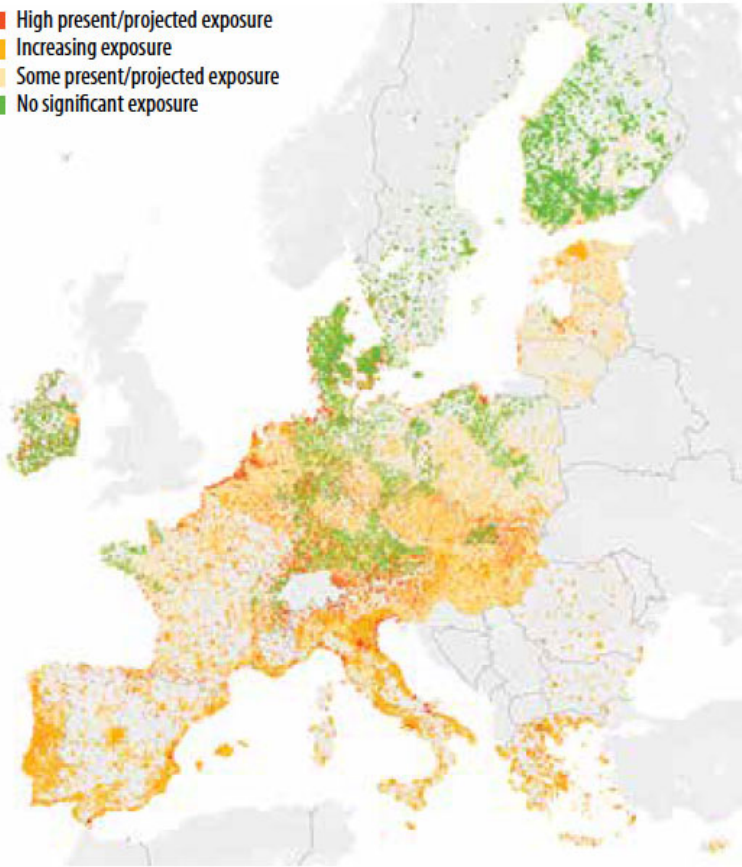 High present/projected exposure
Increasing exposure
Some present/projected exposure
No significant exposure